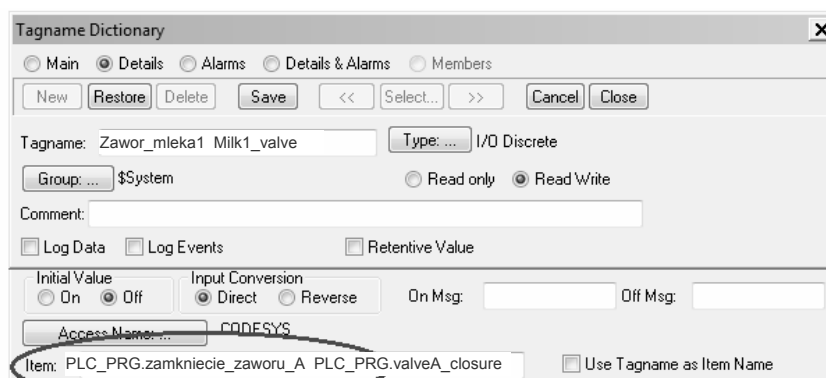 Tagname Dictionary
Main Details Alarms Details & Alarms Members
New Restore Delete Save << Select... >> Cancel Close
Tagname: Zawor_mleka1 Milk1_valve Type: ... I/O Discrete
Group: ... $System Read only Read Write
Comment:
Log Data Log Events Retentive Value
Initial Value Input Conversion
On Off Direct Reverse On Msg: Off Msg:
Access Name: ... CODESYS
Item: PLC_PRG.zamkniecie_zaworu_A PLC_PRG.valveA_closure Use Tagname as Item Name